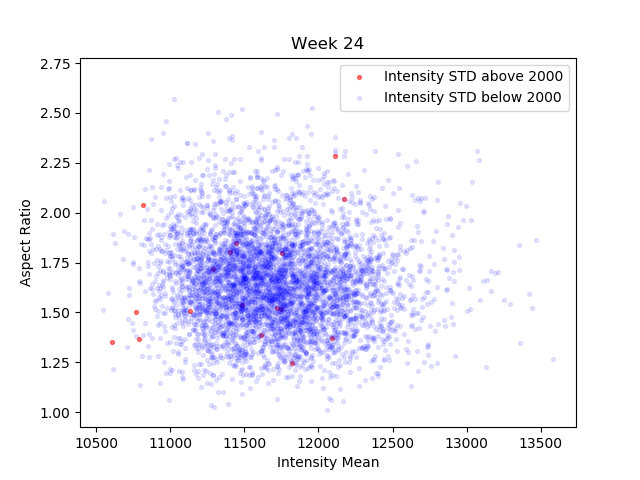 Week 24
Intensity STD above 2000
Intensity STD below 2000
Aspect Ratio
2.75
2.50
2.25
2.00
1.75
1.50
1.25
1.00
10500 11000 11500 12000 12500 13000 13500
Intensity Mean